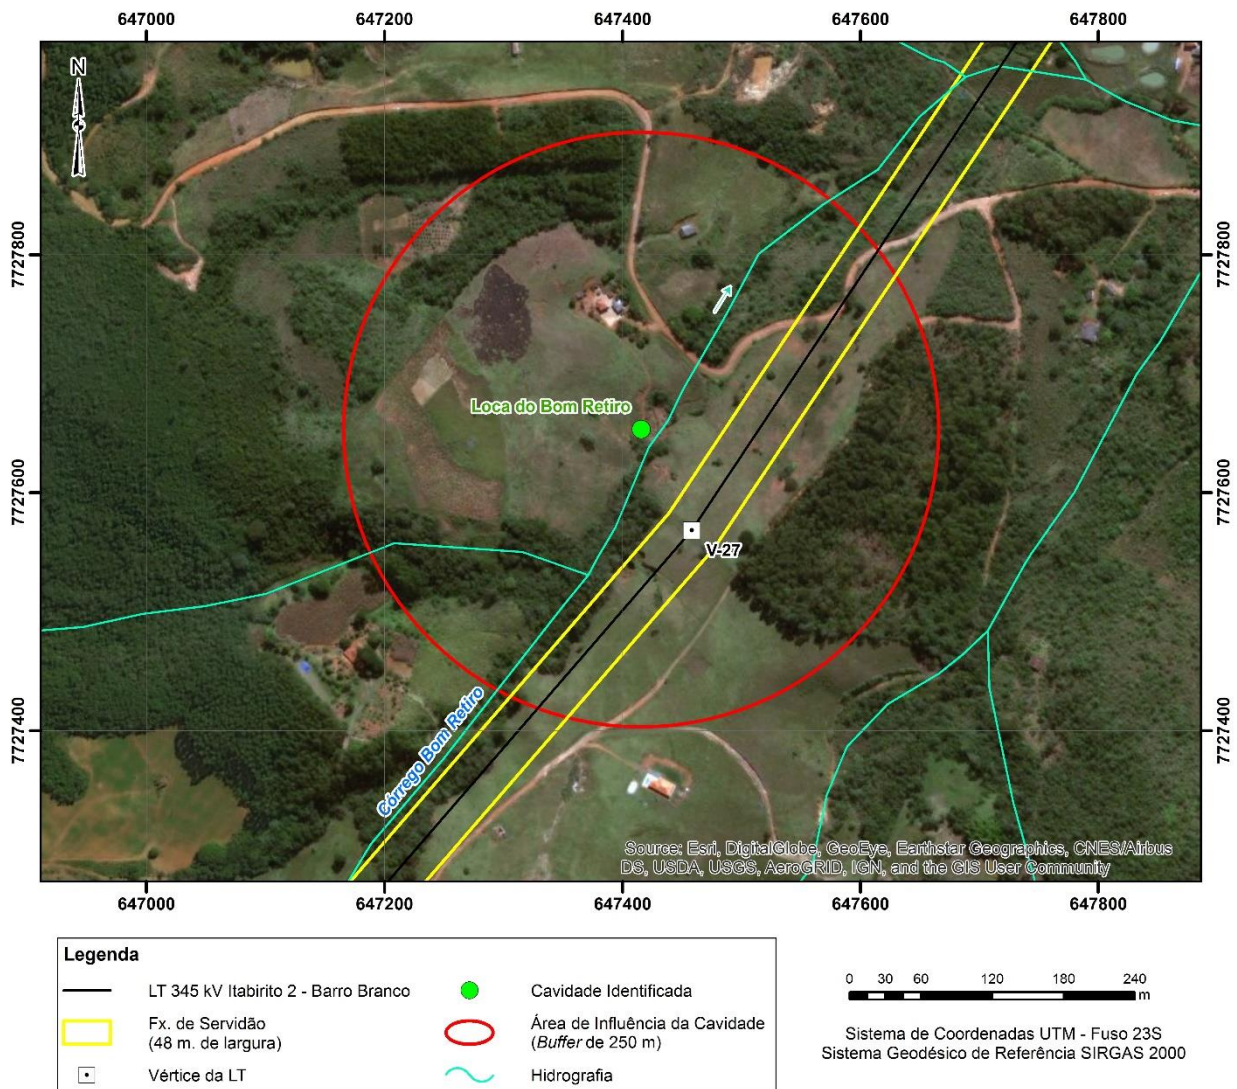 647000 647200 647400 647600 647800
N
7727800 7727800
Loca do Bom Retiro
7727600 7727600
V-27
Córrego Bom Retiro
7727400 7727400
Source: Esri, DigitalGlobe, GeoEye, Earthstar Geographics, CNES/Airbus
DS, USDA, USGS, AeroGRID, IGN, and the GIS User Community
647000 647200 647400 647600 647800
Legenda
LT 345 kV Itabirito 2 - Barro Branco
Fx. de Servidão
(48 m. de largura)
Vértice da LT
Cavidade Identificada
Área de Influência da Cavidade
(Buffer de 250 m)
Hidrografia
0 30 60 120 180 240
m
Sistema de Coordenadas UTM - Fuso 23S
Sistema Geodésico de Referência SIRGAS 2000